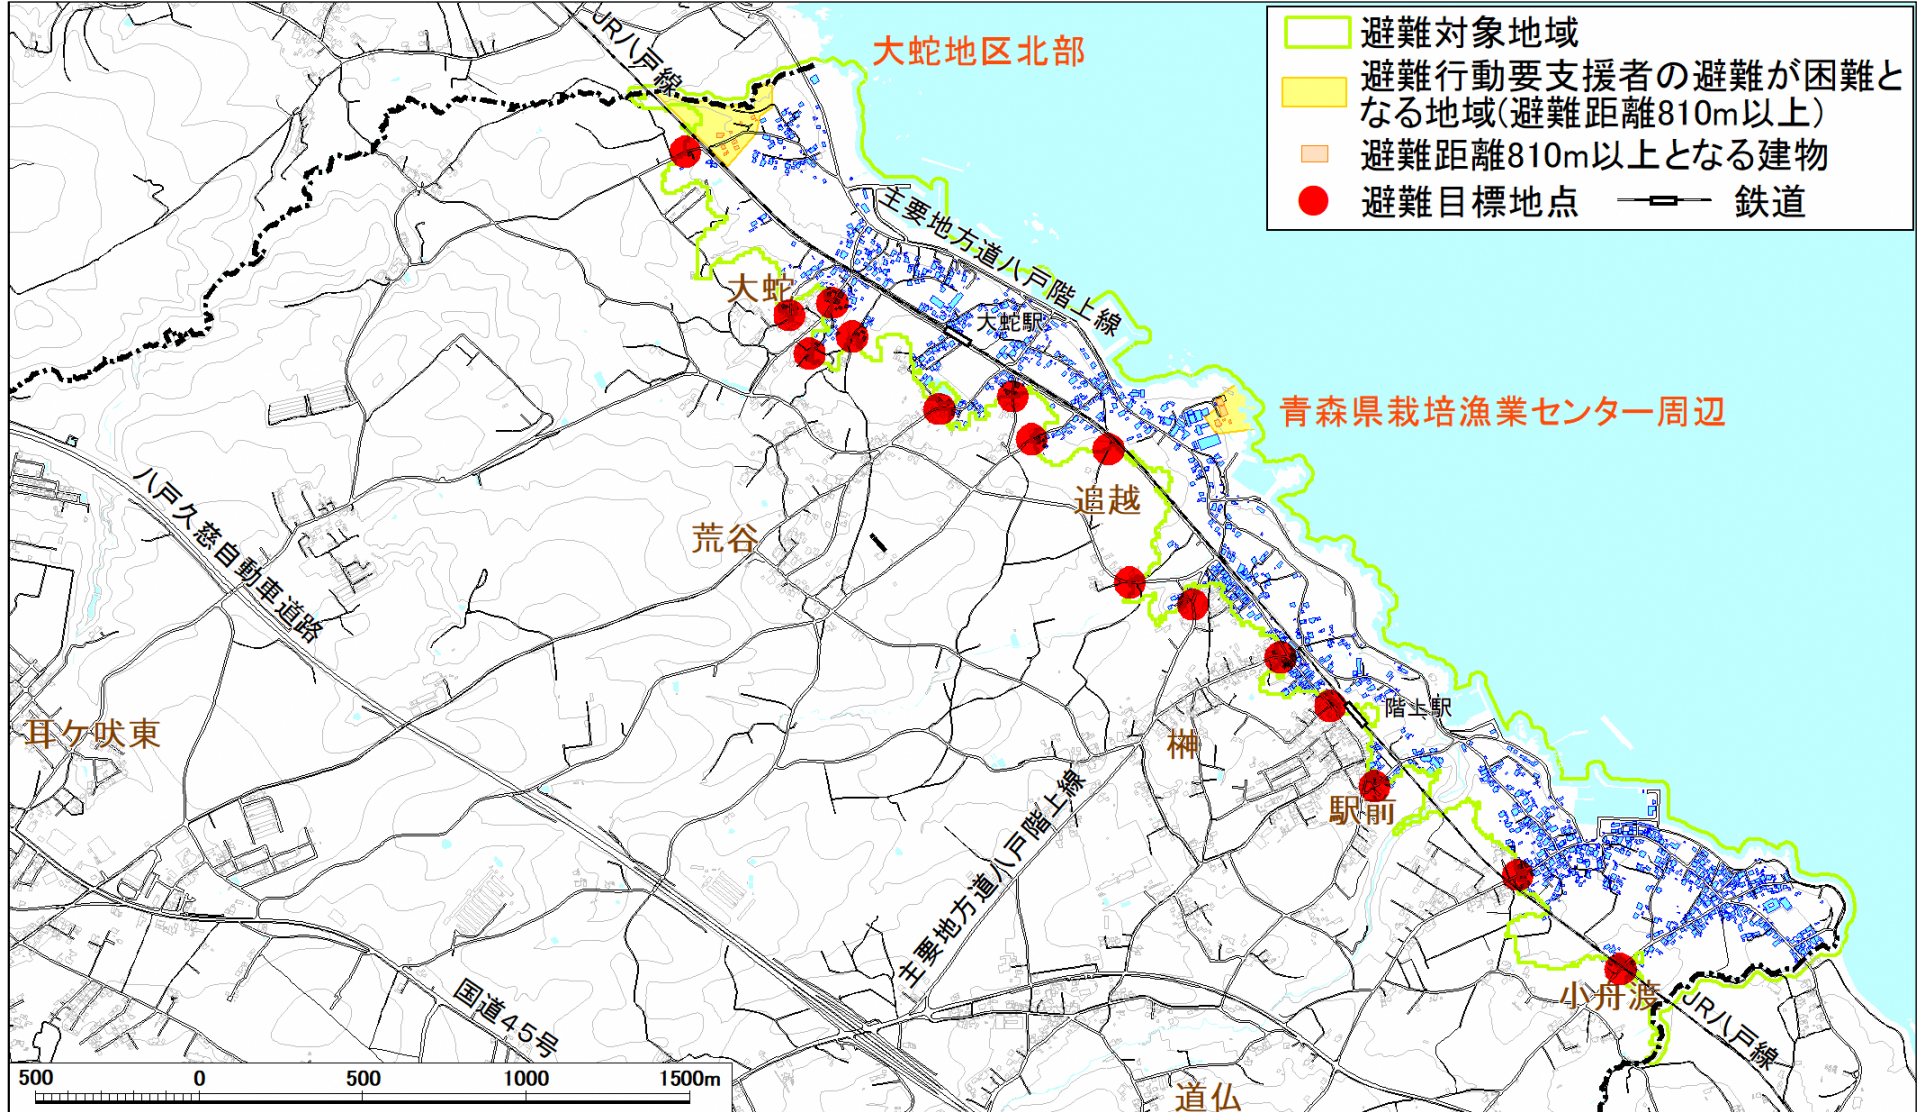 JR八戸線
大蛇地区北部
避難対象地域
避難行動要支援者の避難が困難と
なる地域(避難距離810m以上)
避難距離810m以上となる建物
避難目標地点
鉄道
主要地方道八戸階上線
大蛇
大蛇駅
青森県栽培漁業センター周辺
追越
荒谷
八戸久慈自動車道路
耳ケ吠東
榊
階上駅
駅前
主要地方道八戸階上線
国道45号
小舟渡
JR八戸線
道仏
500 0 500 1000 1500m